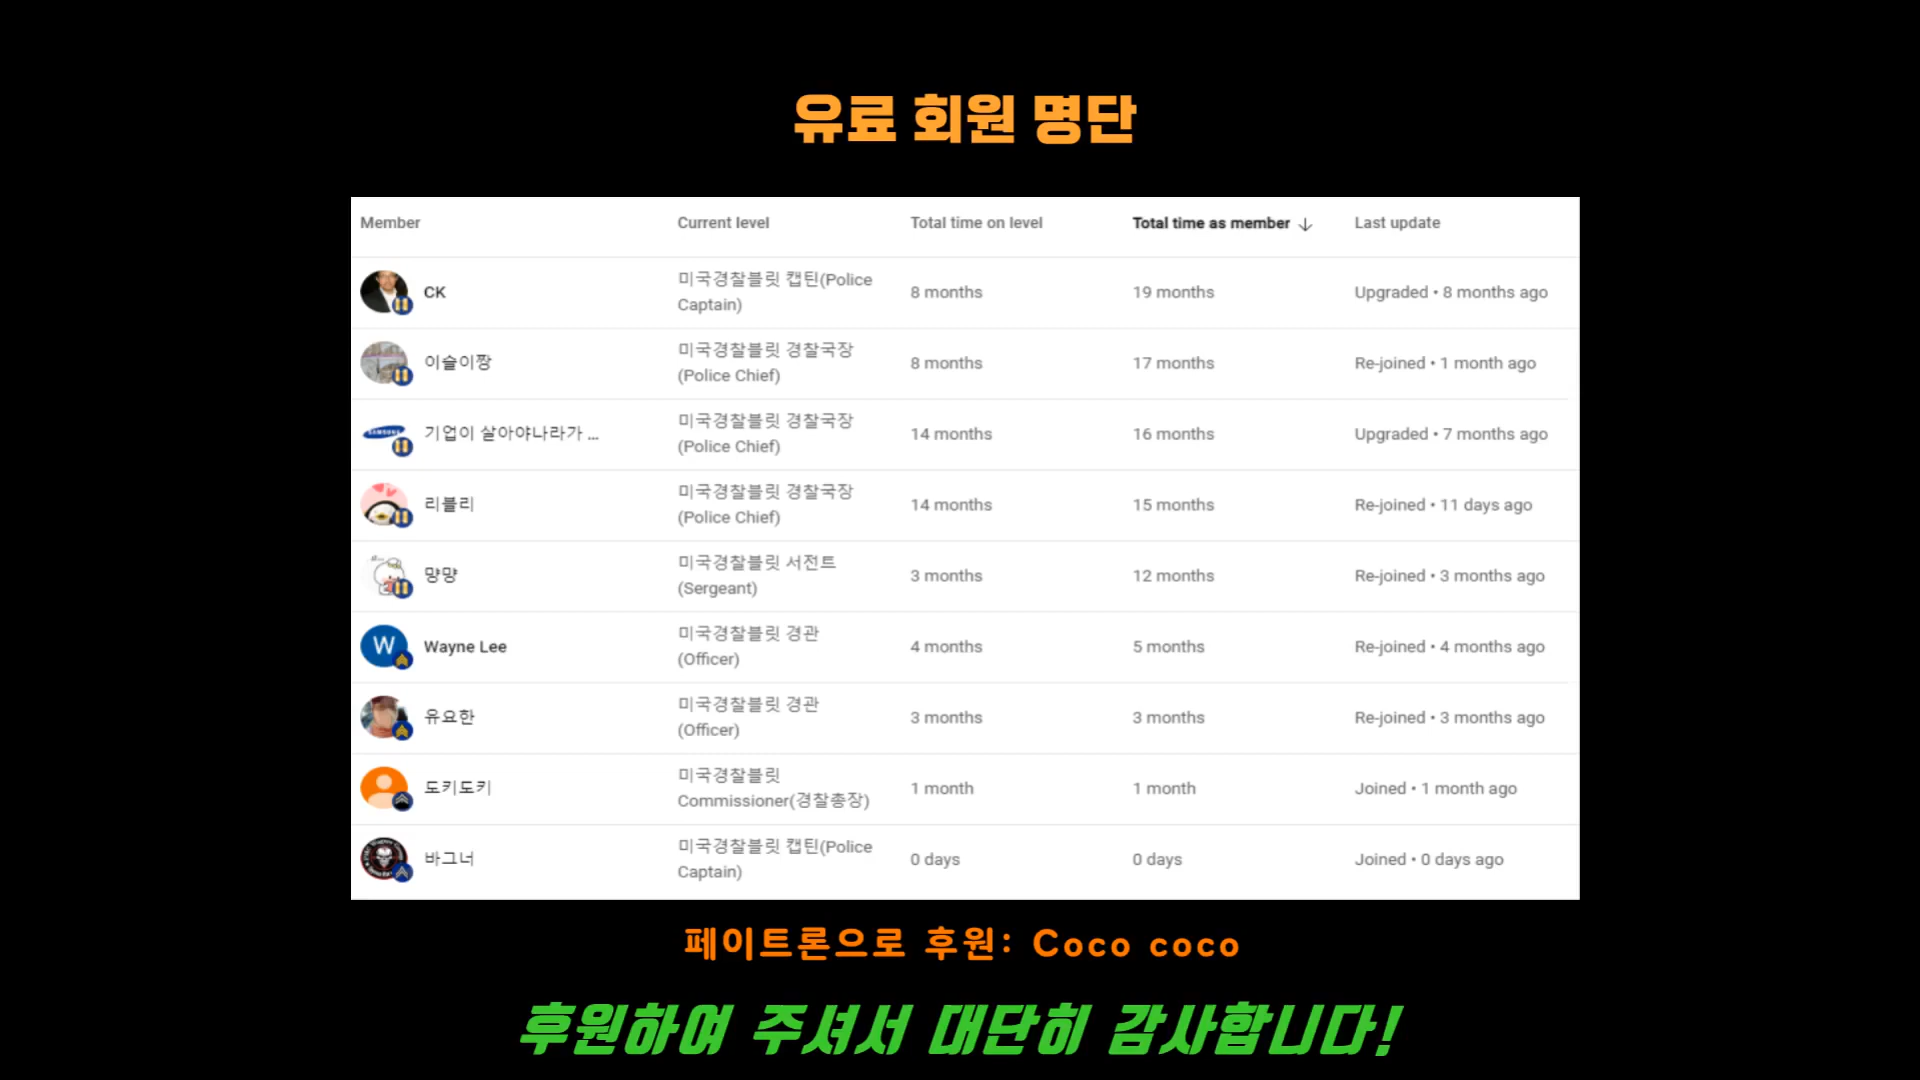 유료 회원 명단
Member Current level Total time on level Total time as member ↓ Last update
CK 미국경찰블릿 캡틴(Police Captain) 8 months 19 months Upgraded • 8 months ago
이슬이짱 미국경찰블릿 경찰국장 (Police Chief) 8 months 17 months Re-joined • 1 month ago
SAMSUNG 기업이 살아야나라가 ... 미국경찰블릿 경찰국장 (Police Chief) 14 months 16 months Upgraded • 7 months ago
리블리 미국경찰블릿 경찰국장 (Police Chief) 14 months 15 months Re-joined • 11 days ago
먕먕 미국경찰블릿 서전트 (Sergeant) 3 months 12 months Re-joined • 3 months ago
W Wayne Lee 미국경찰블릿 경관 (Officer) 4 months 5 months Re-joined • 4 months ago
유요한 미국경찰블릿 경관 (Officer) 3 months 3 months Re-joined • 3 months ago
도키도키 미국경찰블릿 Commissioner(경찰총장) 1 month 1 month Joined • 1 month ago
바그너 미국경찰블릿 캡틴(Police Captain) 0 days 0 days Joined • 0 days ago
페이트론으로 후원: Coco coco
후원하여 주셔서 대단히 감사합니다!